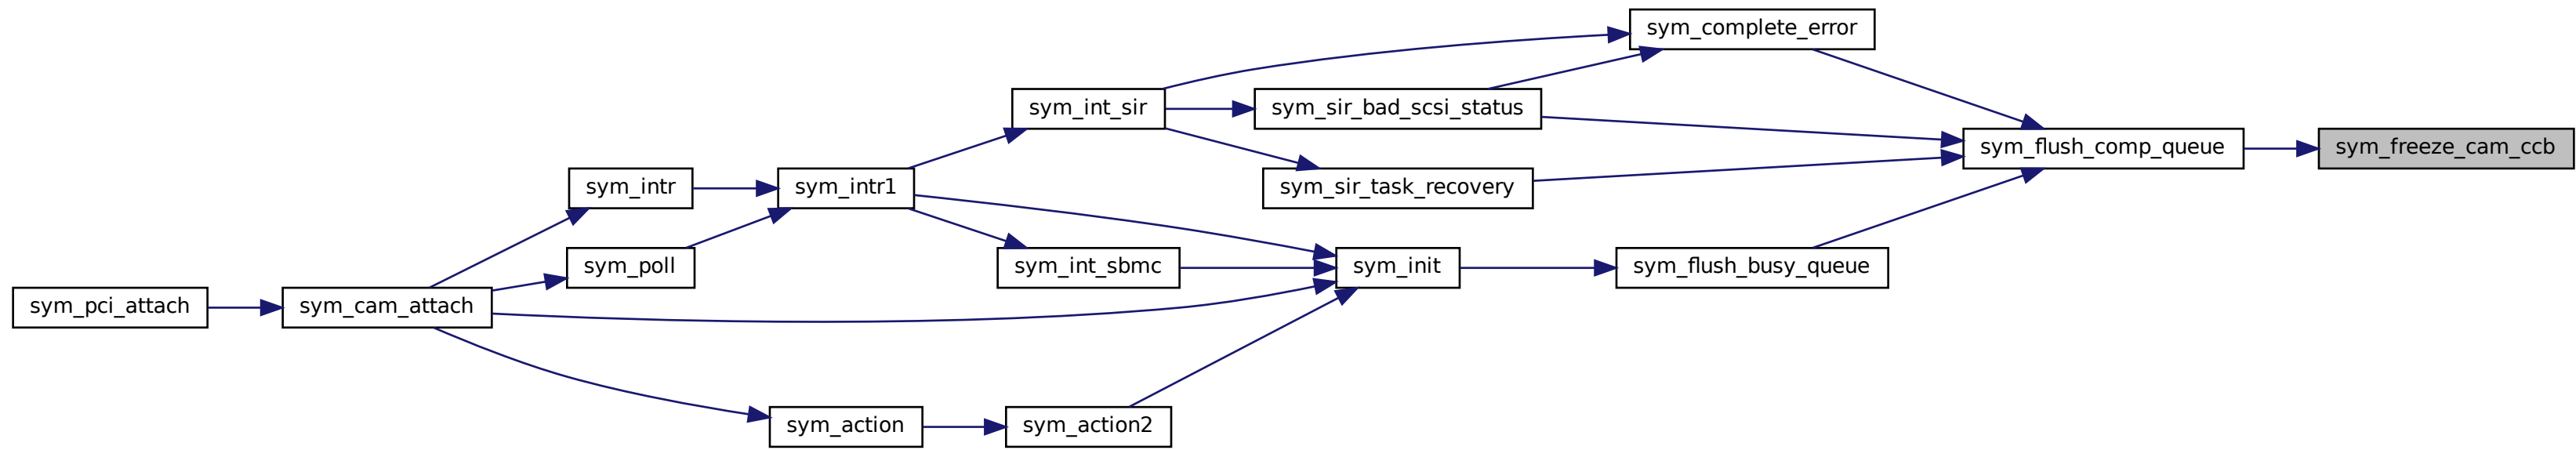 sym_complete_error
sym_int_sir
sym_sir_bad_scsi_status
sym_flush_comp_queue
sym_freeze_cam_ccb
sym_intr
sym_intr1
sym_sir_task_recovery
sym_poll
sym_int_sbmc
sym_init
sym_flush_busy_queue
sym_pci_attach
sym_cam_attach
sym_action
sym_action2